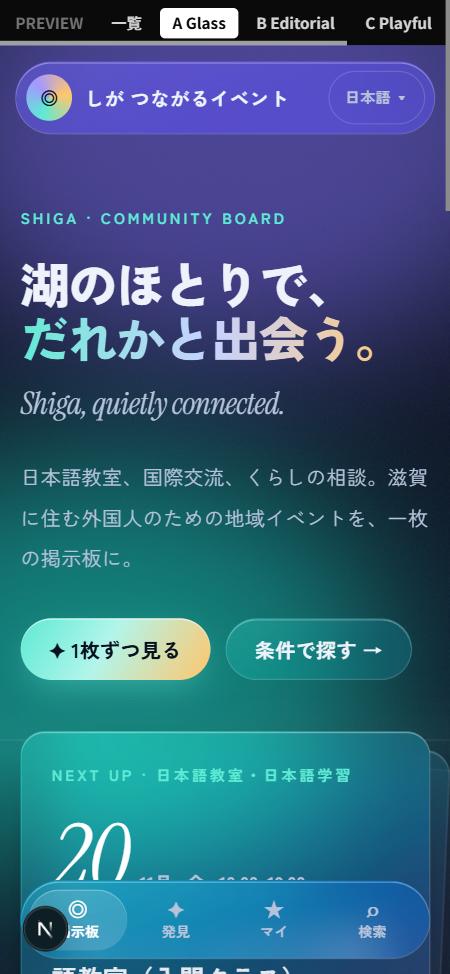 PREVIEW 一覧 A Glass B Editorial C Playful
しが つながるイベント 日本語
SHIGA · COMMUNITY BOARD
湖のほとりで、
だれかと出会う。
Shiga, quietly connected.
日本語教室、国際交流、くらしの相談。滋賀
に住む外国人のための地域イベントを、一枚
の掲示板に。
✦ 1枚ずつ見る 条件で探す →
NEXT UP · 日本語教室・日本語学習
20
N 示板 発見 マイ 検索